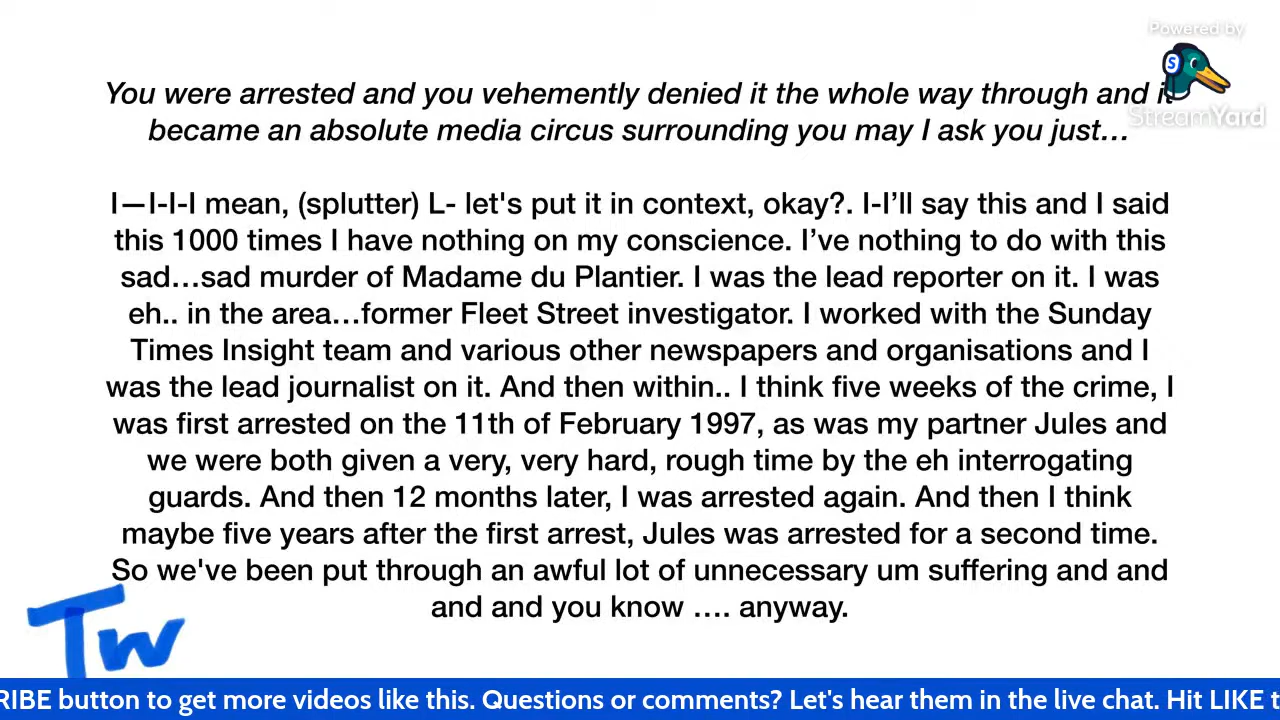 Powered by
S
StreamYard
You were arrested and you vehemently denied it the whole way through and it
became an absolute media circus surrounding you may I ask you just…
I—I-I-I mean, (splutter) L- let's put it in context, okay?. I-I’ll say this and I said
this 1000 times I have nothing on my conscience. I’ve nothing to do with this
sad…sad murder of Madame du Plantier. I was the lead reporter on it. I was
eh.. in the area…former Fleet Street investigator. I worked with the Sunday
Times Insight team and various other newspapers and organisations and I
was the lead journalist on it. And then within.. I think five weeks of the crime, I
was first arrested on the 11th of February 1997, as was my partner Jules and
we were both given a very, very hard, rough time by the eh interrogating
guards. And then 12 months later, I was arrested again. And then I think
maybe five years after the first arrest, Jules was arrested for a second time.
So we've been put through an awful lot of unnecessary um suffering and and
and and you know …. anyway.
Tw
RIBE button to get more videos like this. Questions or comments? Let's hear them in the live chat. Hit LIKE t